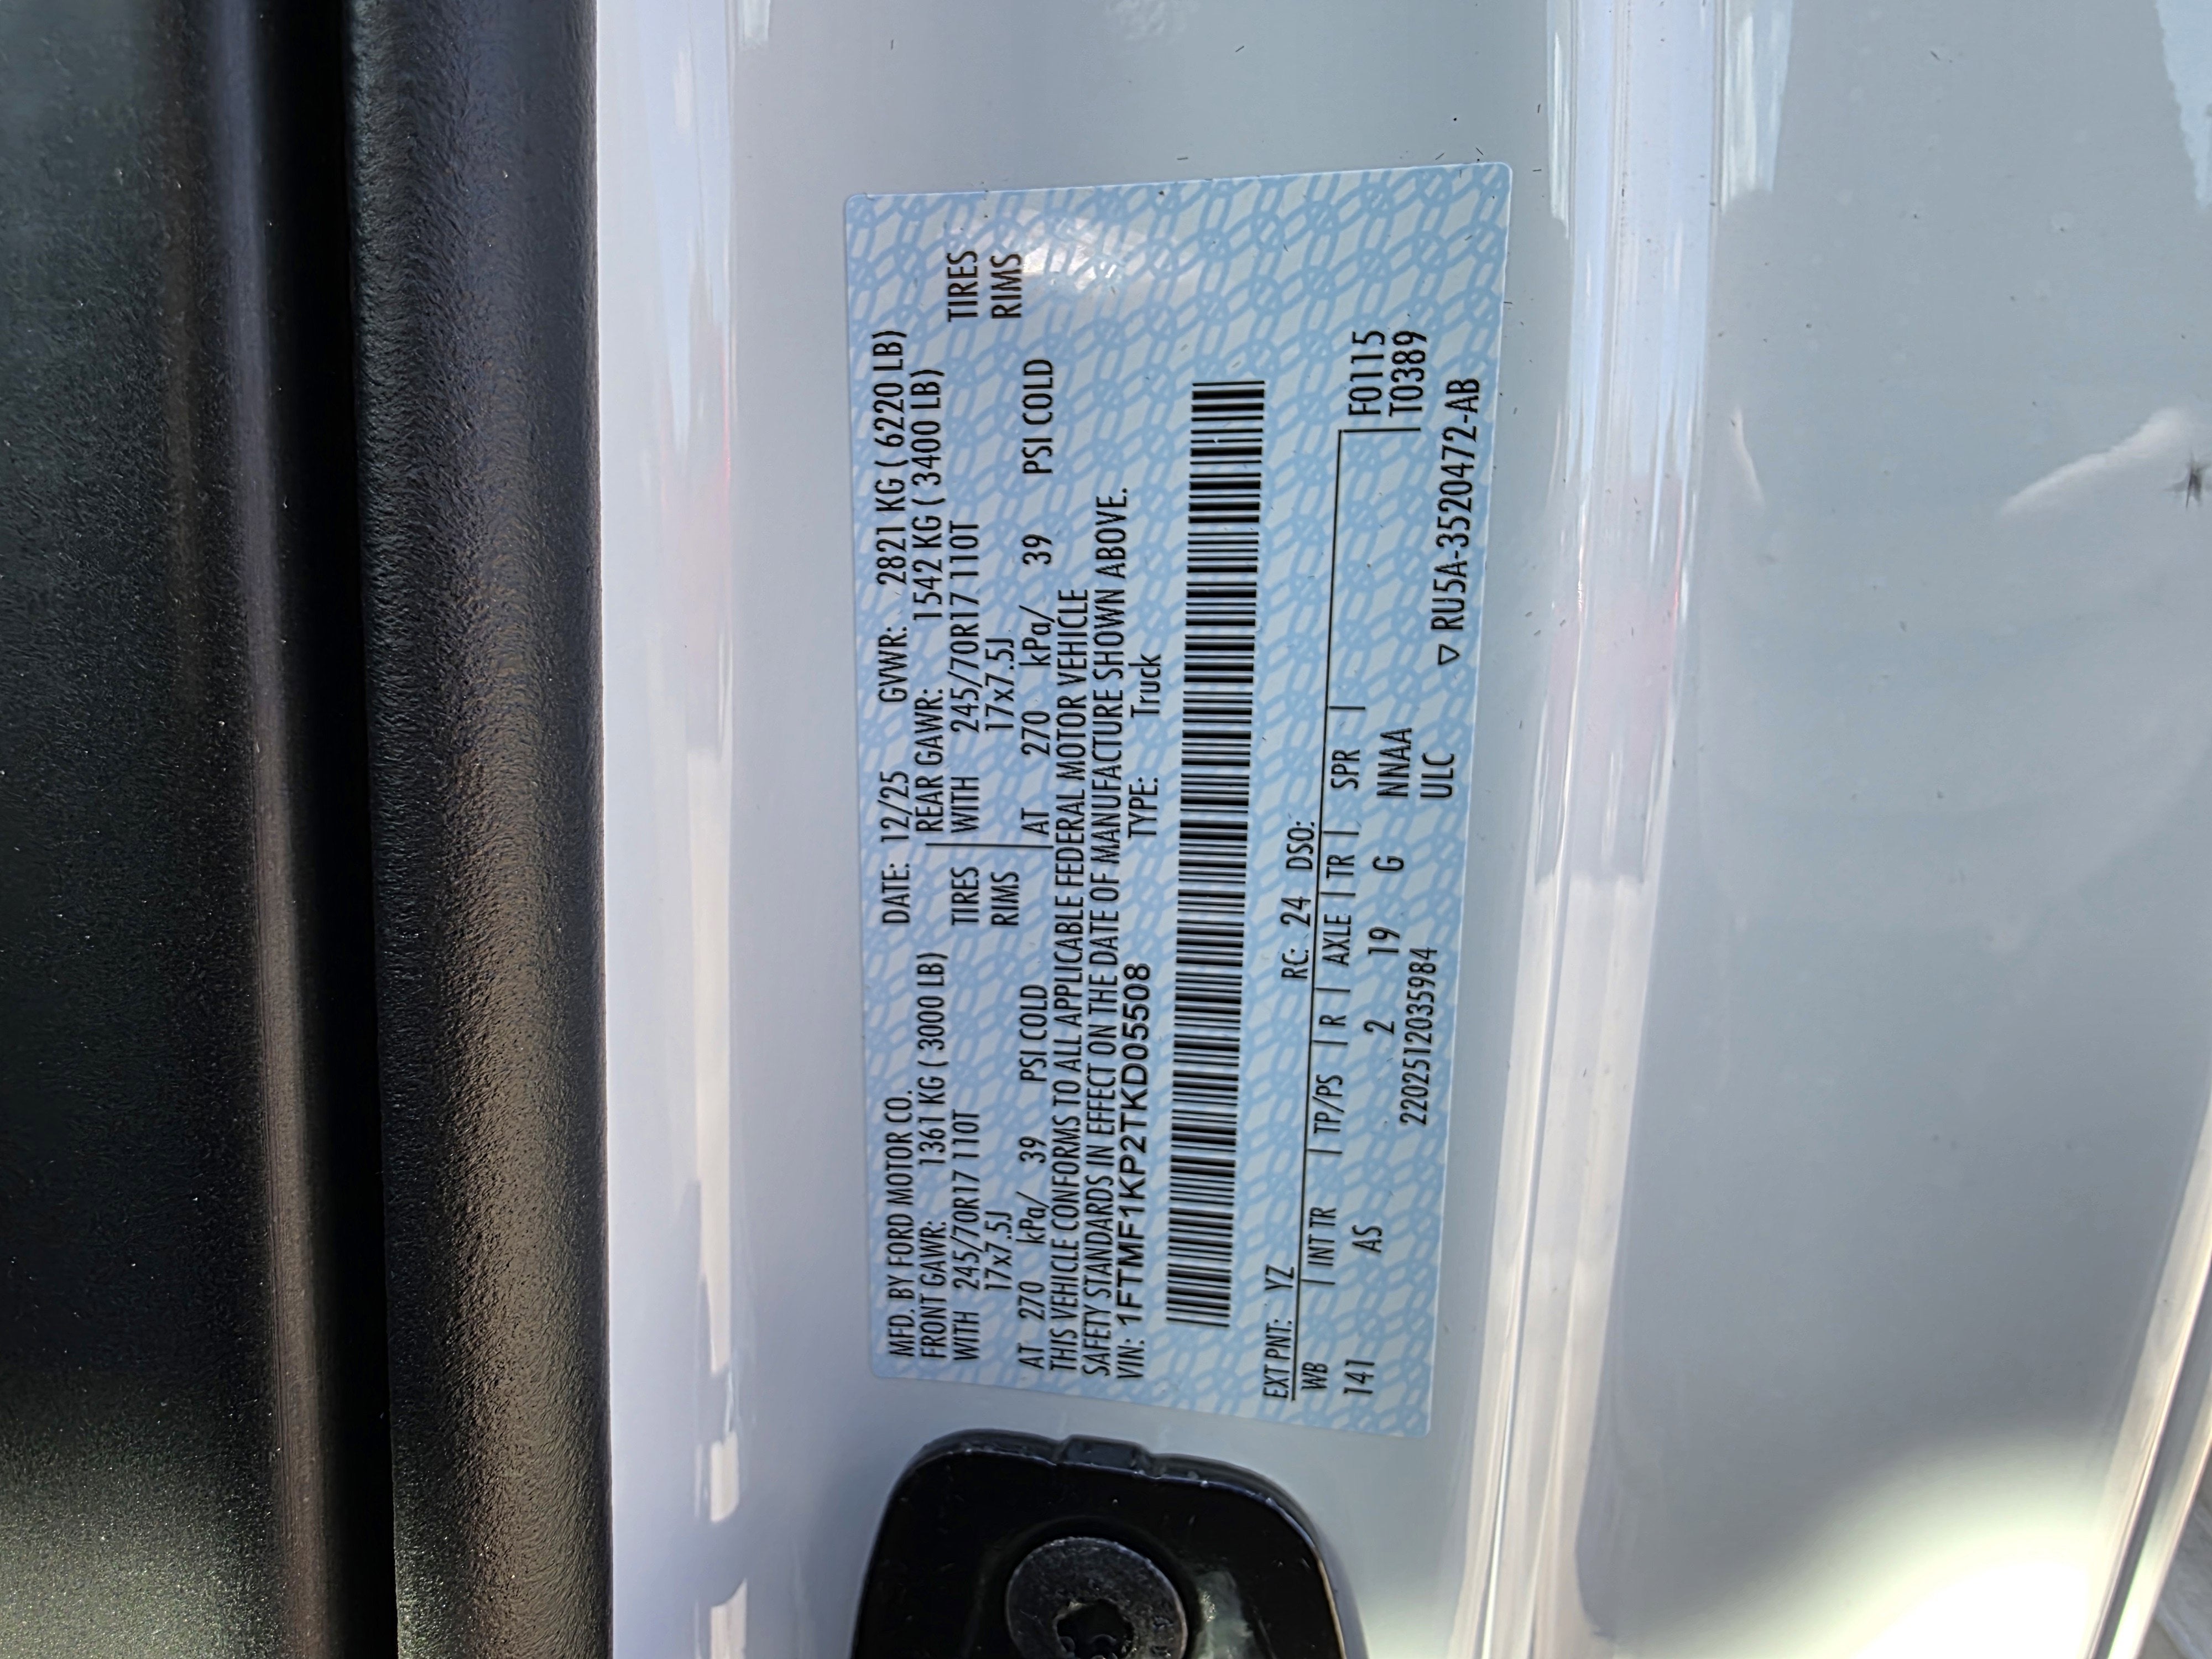 MFD. BY FORD MOTOR CO. DATE: 12/25 GVWR: 2821 KG ( 6220 LB)
FRONT GAWR: 1361 KG ( 3000 LB) REAR GAWR: 1542 KG ( 3400 LB)
WITH 245/70R17 110T TIRES WITH 245/70R17 110T TIRES
17x7.5J RIMS 17x7.5J RIMS
AT 270 kPa/ 39 PSI COLD AT 270 kPa/ 39 PSI COLD
THIS VEHICLE CONFORMS TO ALL APPLICABLE FEDERAL MOTOR VEHICLE
SAFETY STANDARDS IN EFFECT ON THE DATE OF MANUFACTURE SHOWN ABOVE.
VIN: 1FTMF1KP2TKD05508 TYPE: Truck
EXT PNT: YZ RC: 24 DSO:
WB | INT TR | TP/PS | R | AXLE | TR | SPR | F0115
141 AS 2 19 G NNAA T0389
2202512035984 ULC
▽ RU5A-3520472-AB